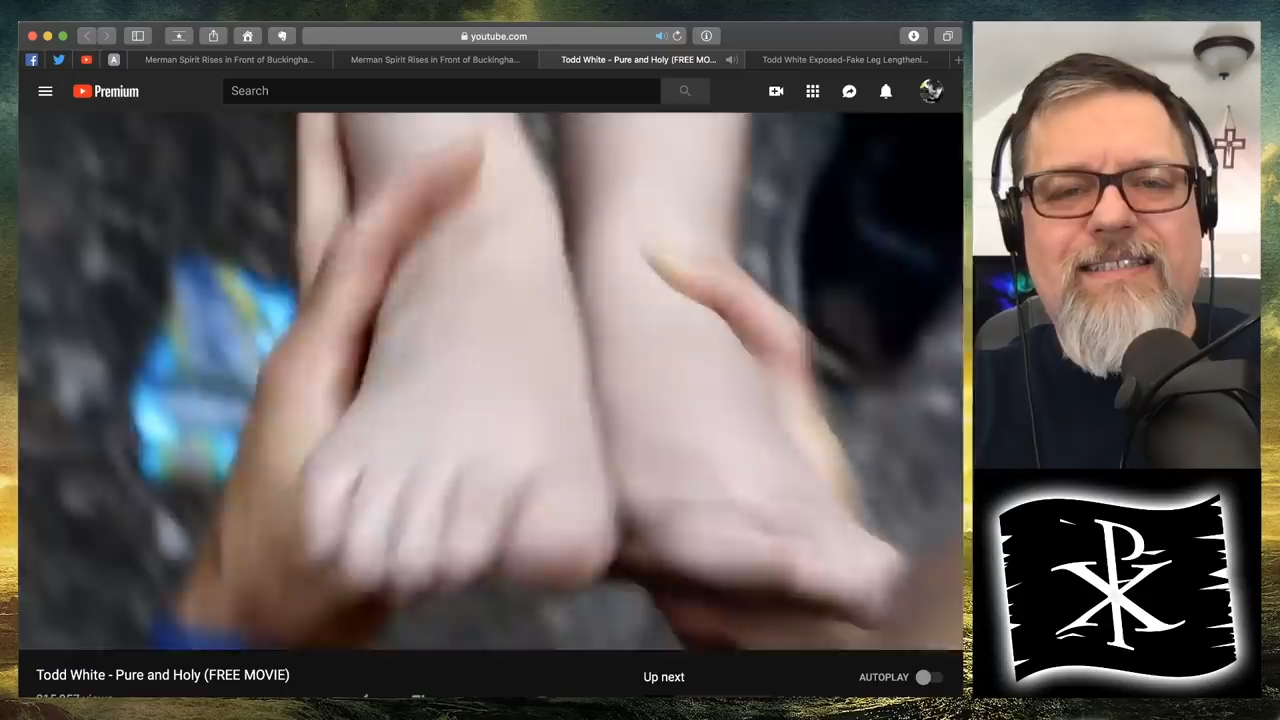 youtube.com
Merman Spirit Rises in Front of Buckingha...
Merman Spirit Rises in Front of Buckingha...
Todd White - Pure and Holy (FREE MO...
Todd White Exposed-Fake Leg Lengtheni...
Premium
Search
Todd White - Pure and Holy (FREE MOVIE)
Up next
AUTOPLAY